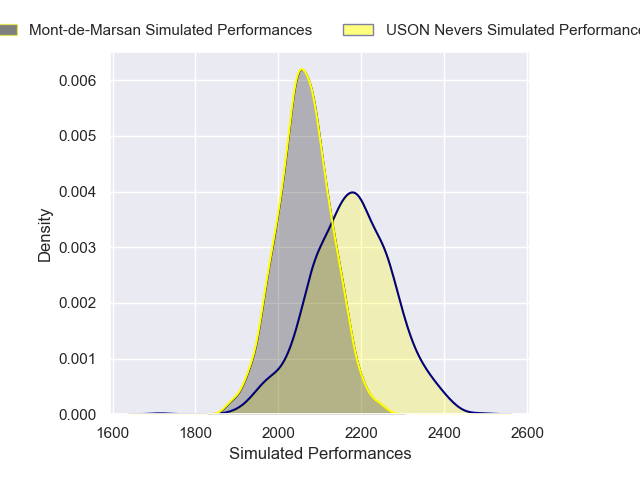 Mont-de-Marsan Simulated Performances USON Nevers Simulated Performance
0.006
0.005
0.004
0.003
0.002
0.001
0.000
Density
1600 1800 2000 2200 2400 2600
Simulated Performances